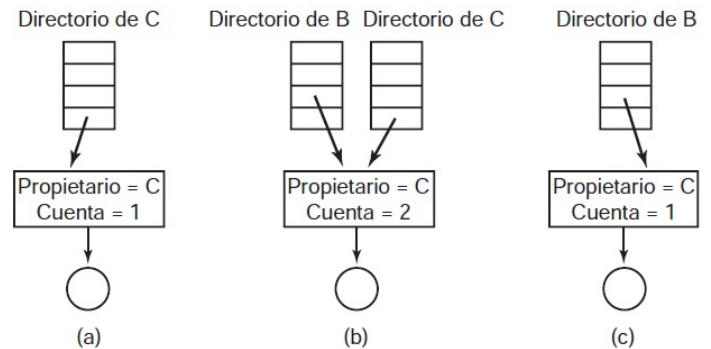 Directorio de C
Directorio de B
Directorio de C
Directorio de B
Propietario = C
Cuenta = 1
Propietario = C
Cuenta = 2
Propietario = C
Cuenta = 1
(a)
(b)
(c)